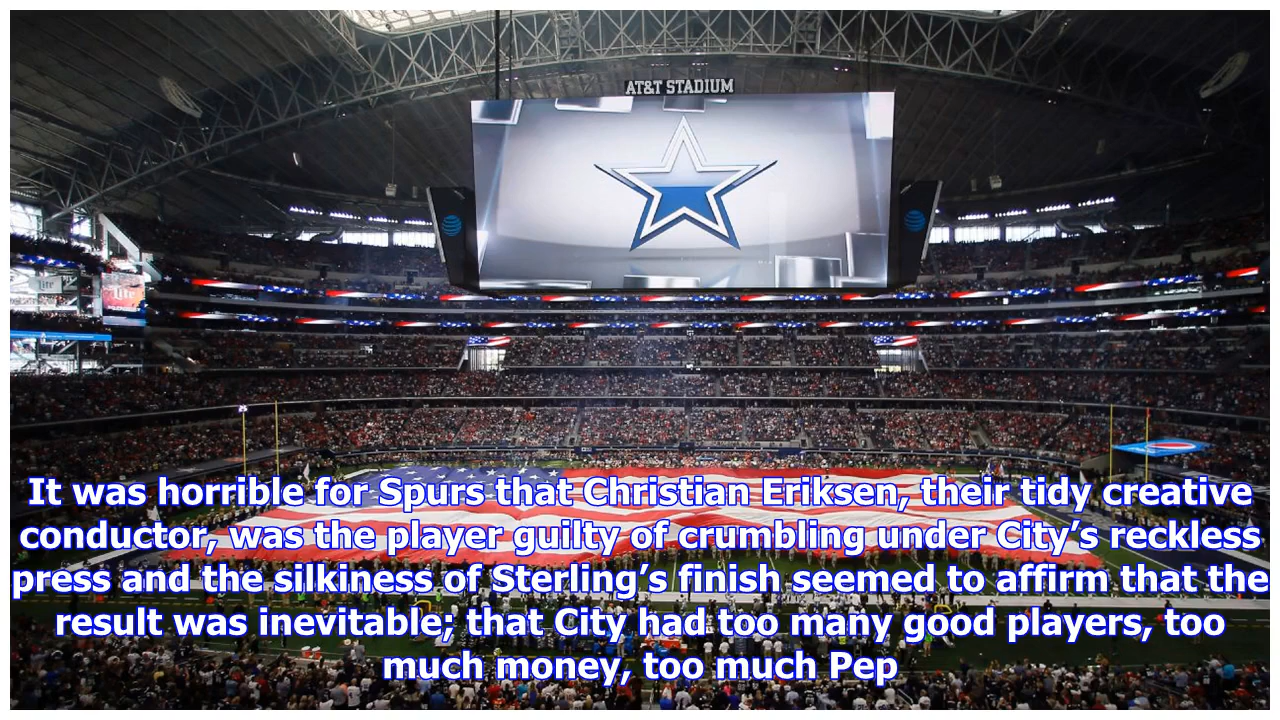 AT&T STADIUM
Lite
Lite
It was horrible for Spurs that Christian Eriksen, their tidy creative
conductor, was the player guilty of crumbling under City’s reckless
press and the silkiness of Sterling’s finish seemed to affirm that the
result was inevitable; that City had too many good players, too
much money, too much Pep